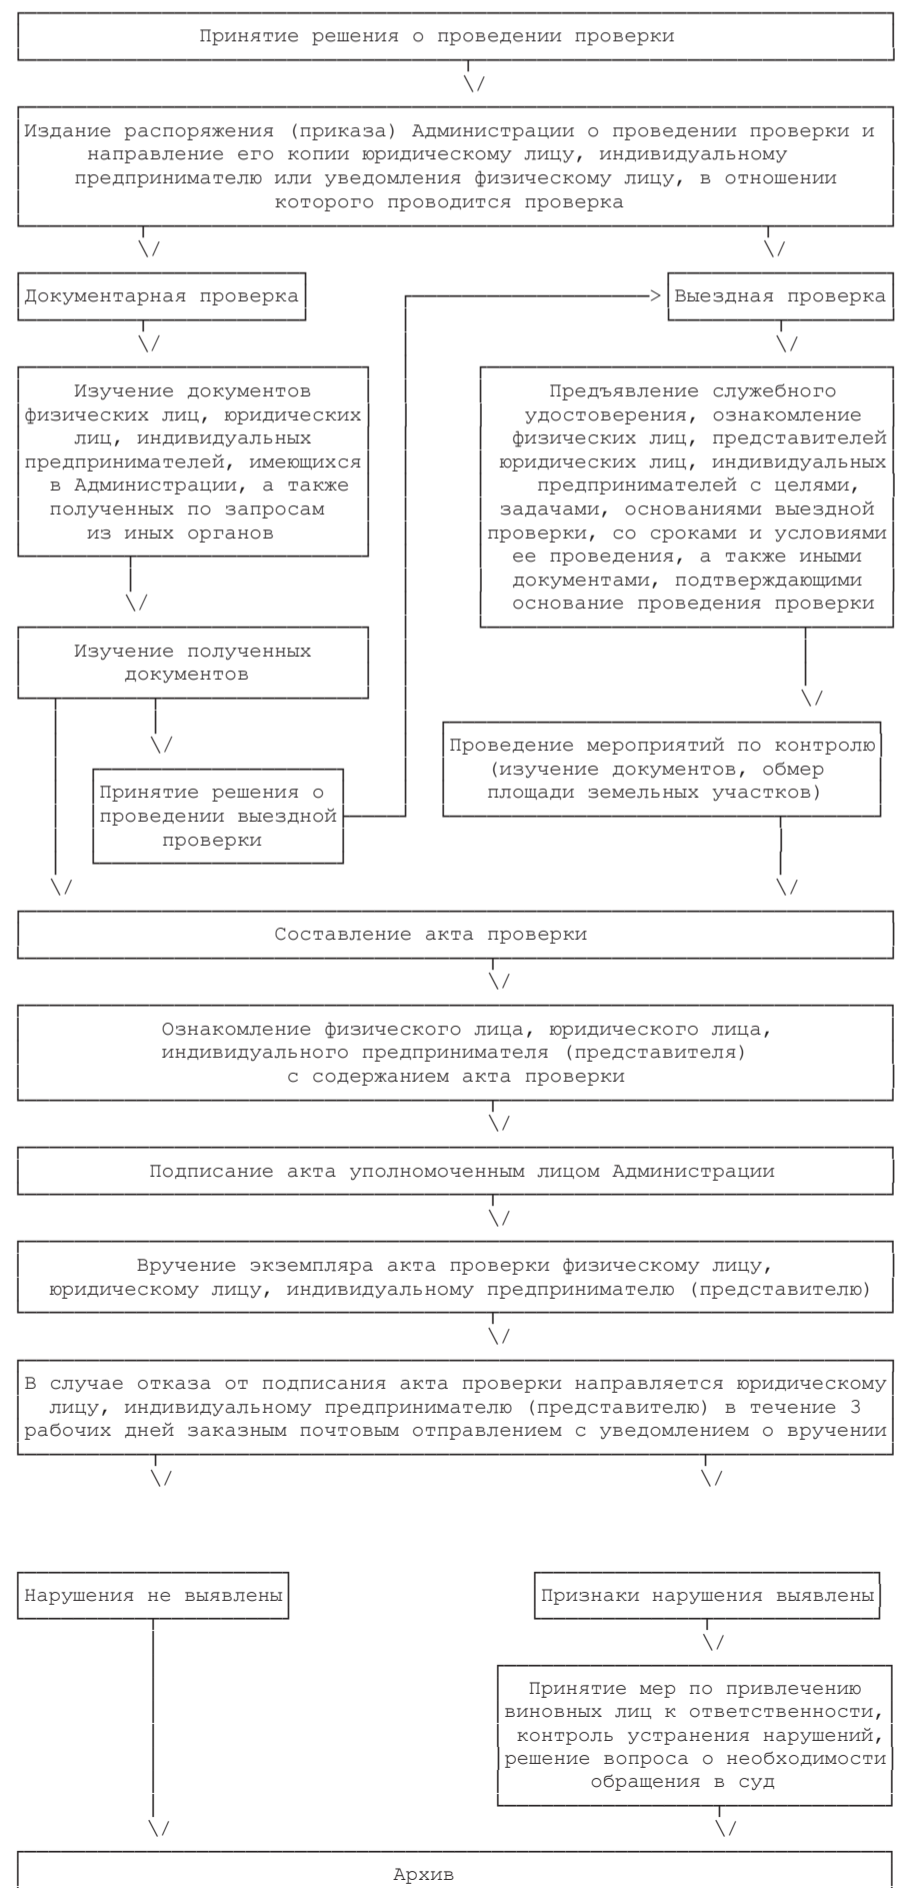 Принятие решения о проведении проверки
Издание распоряжения (приказа) Администрации о проведении проверки и
направление его копии юридическому лицу, индивидуальному
предпринимателю или уведомления физическому лицу, в отношении
которого проводится проверка
Документарная проверка
Выездная проверка
Изучение документов
физических лиц, юридических
лиц, индивидуальных
предпринимателей, имеющихся
в Администрации, а также
полученных по запросам
из иных органов
Предъявление служебного
удостоверения, ознакомление
физических лиц, представителей
юридических лиц, индивидуальных
предпринимателей с целями,
задачами, основаниями выездной
проверки, со сроками и условиями
ее проведения, а также иными
документами, подтверждающими
основание проведения проверки
Изучение полученных
документов
Проведение мероприятий по контролю
(изучение документов, обмер
площади земельных участков)
Принятие решения о
проведении выездной
проверки
Составление акта проверки
Ознакомление физического лица, юридического лица,
индивидуального предпринимателя (представителя)
с содержанием акта проверки
Подписание акта уполномоченным лицом Администрации
Вручение экземпляра акта проверки физическому лицу,
юридическому лицу, индивидуальному предпринимателю (представителю)
В случае отказа от подписания акта проверки направляется юридическому
лицу, индивидуальному предпринимателю (представителю) в течение 3
рабочих дней заказным почтовым отправлением с уведомлением о вручении
Нарушения не выявлены
Признаки нарушения выявлены
Принятие мер по привлечению
виновных лиц к ответственности,
контроль устранения нарушений,
решение вопроса о необходимости
обращения в суд
Архив